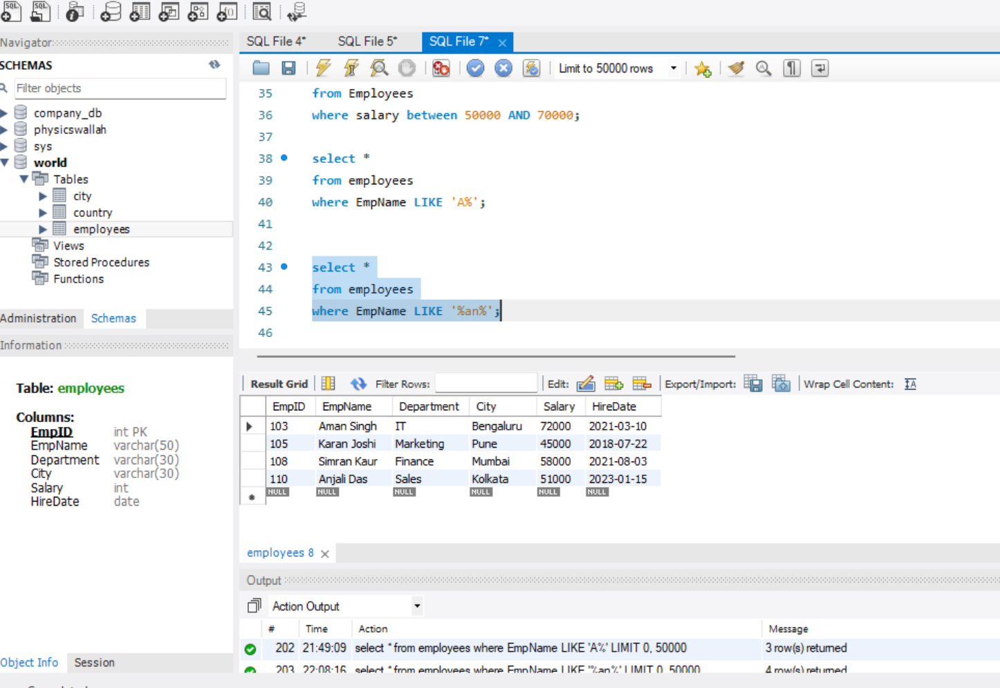 SQL File 4*  SQL File 5*  SQL File 7*
Navigator
SCHEMAS
Filter objects
company_db
physicswallah
sys
world
Tables
city
country
employees
Views
Stored Procedures
Functions
Administration  Schemas
Information
Table: employees
Columns:
EmpID  int PK
EmpName  varchar(50)
Department  varchar(30)
City  varchar(30)
Salary  int
HireDate  date
Object Info  Session
Limit to 50000 rows
35  from Employees
36  where salary between 50000 AND 70000;
37
38  select *
39  from employees
40  where EmpName LIKE 'A%';
41
42
43  select *
44  from employees
45  where EmpName LIKE '%an%';
46
Result Grid  Filter Rows:  Edit:  Export/Import:  Wrap Cell Content:
EmpID  EmpName  Department  City  Salary  HireDate
103  Aman Singh  IT  Bengaluru  72000  2021-03-10
105  Karan Joshi  Marketing  Pune  45000  2018-07-22
108  Simran Kaur  Finance  Mumbai  58000  2021-08-03
110  Anjali Das  Sales  Kolkata  51000  2023-01-15
NULL  NULL  NULL  NULL  NULL  NULL
employees 8
Output
Action Output
#  Time  Action  Message
202  21:49:09  select * from employees where EmpName LIKE 'A%' LIMIT 0, 50000  3 row(s) returned
203  22:08:16  select * from employees where EmpName LIKE '%an%' LIMIT 0, 50000  4 row(s) returned